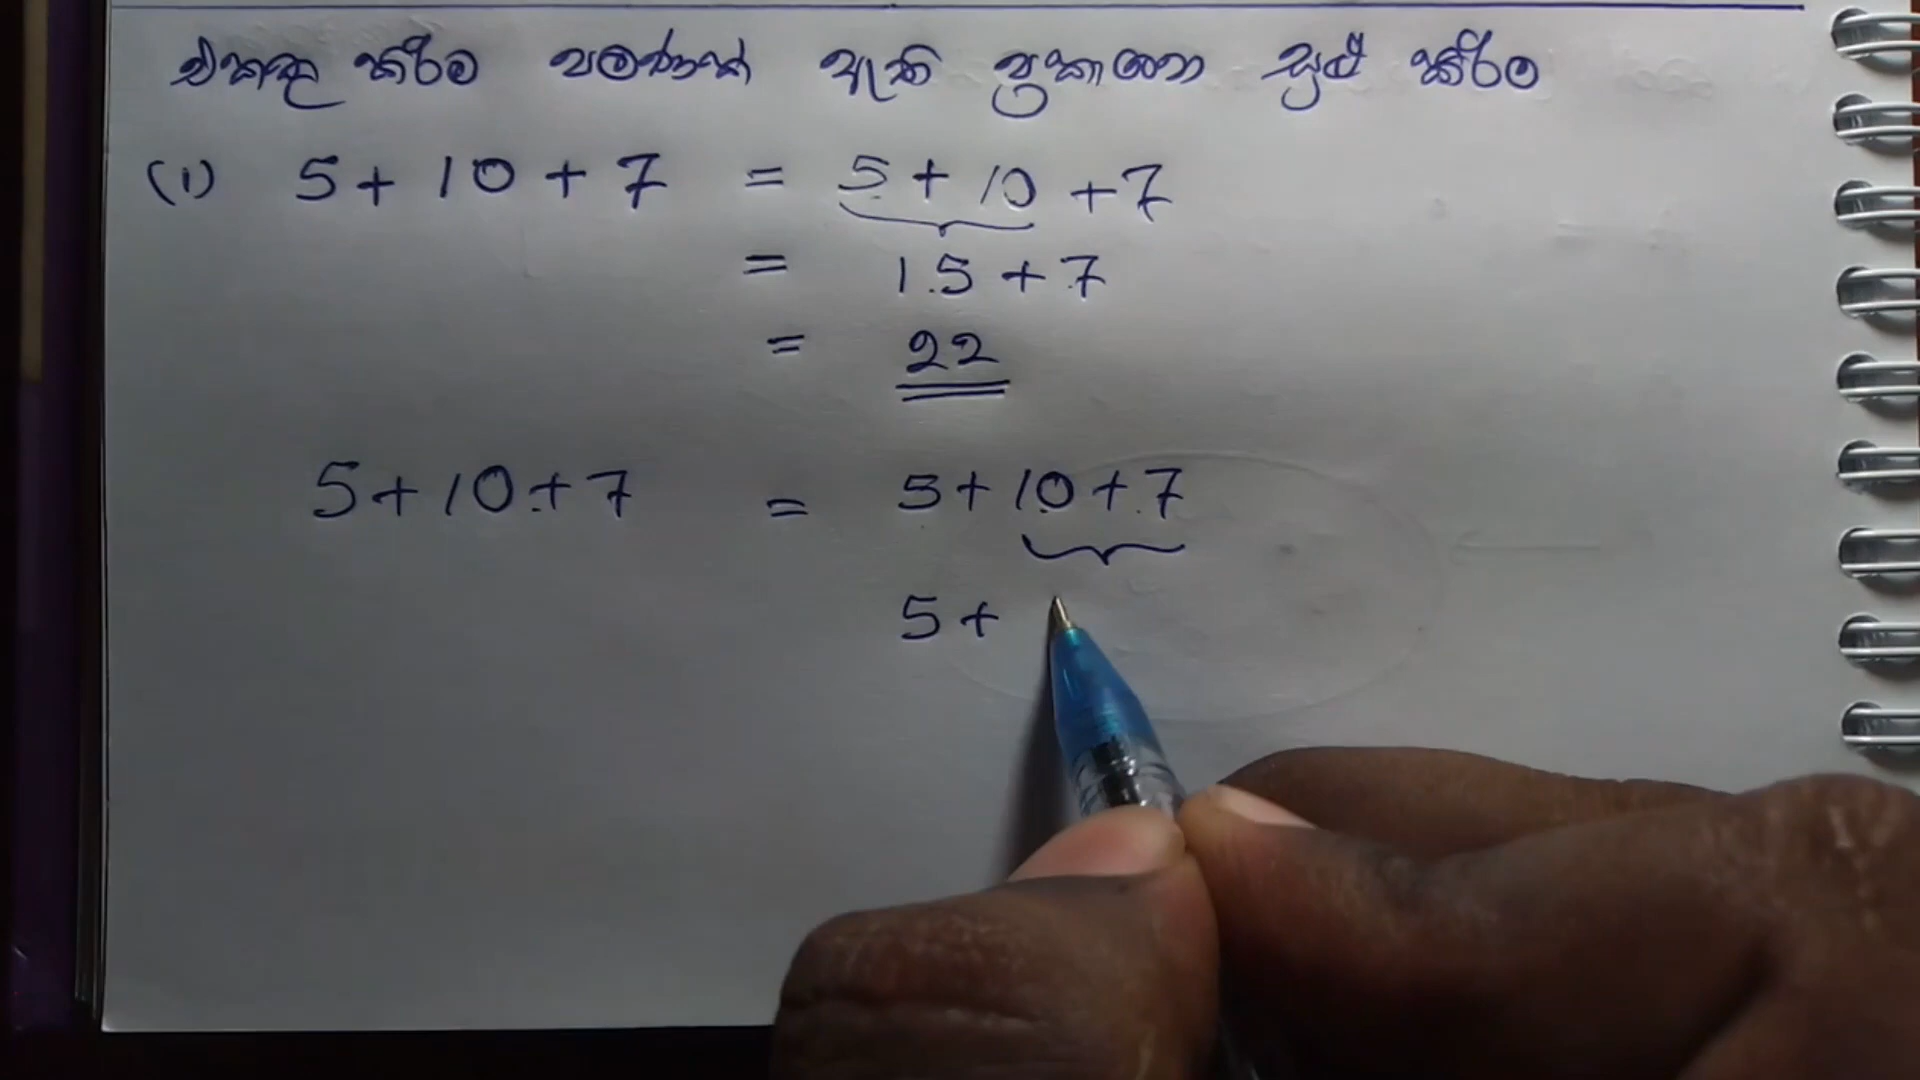 එකතු කිරීම පමණක් ඇති ප්‍රකාශන සුළු කිරීම
(1) 5 + 10 + 7 = 5 + 10 + 7
= 15 + 7
= 22
5 + 10 + 7 = 5 + 10 + 7
5 +